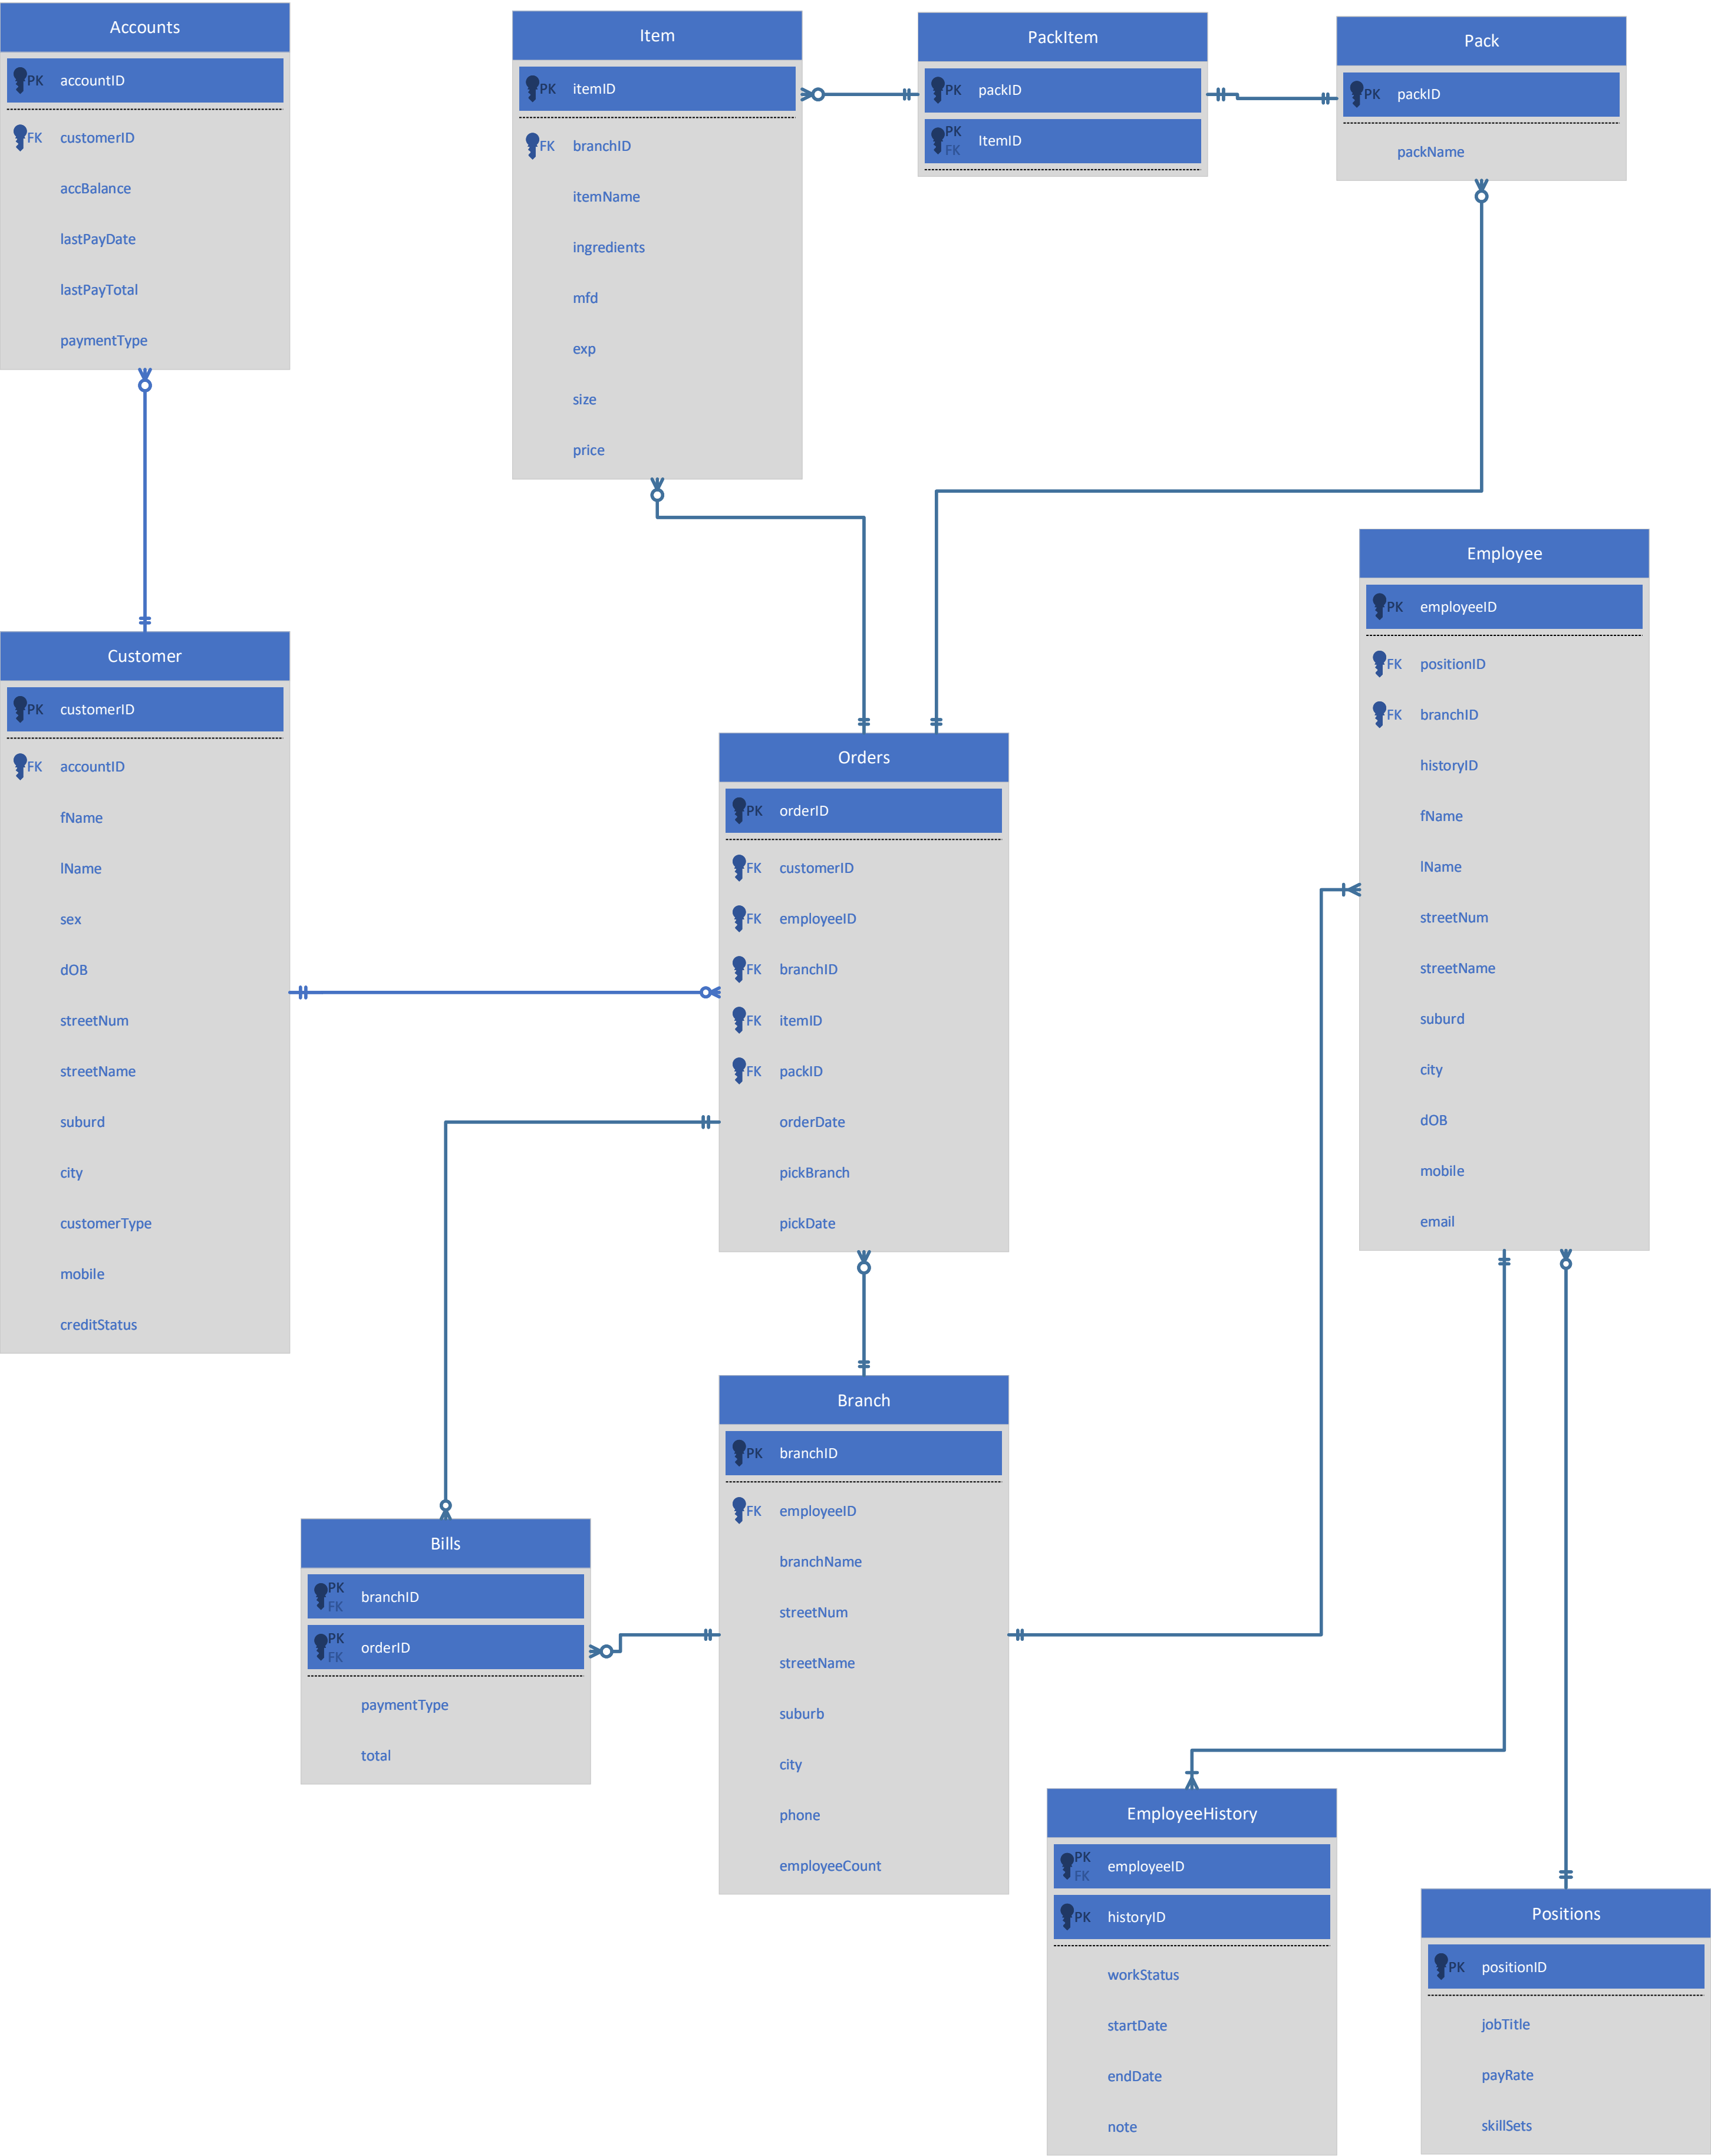 Accounts
PK accountID
FK customerID
accBalance
lastPayDate
lastPayTotal
paymentType
Item
PK itemID
FK branchID
itemName
ingredients
mfd
exp
size
price
PackItem
PK packID
PK
FK
ItemID
Pack
PK packID
packName
Customer
PK customerID
FK accountID
fName
lName
sex
dOB
streetNum
streetName
suburd
city
customerType
mobile
creditStatus
Orders
PK orderID
FK customerID
FK employeeID
FK branchID
FK itemID
FK packID
orderDate
pickBranch
pickDate
Employee
PK employeeID
FK positionID
FK branchID
historyID
fName
lName
streetNum
streetName
suburd
city
dOB
mobile
email
Bills
PK
FK
branchID
PK
FK
orderID
paymentType
total
Branch
PK branchID
FK employeeID
branchName
streetNum
streetName
suburb
city
phone
employeeCount
EmployeeHistory
PK
FK
employeeID
PK historyID
workStatus
startDate
endDate
note
Positions
PK positionID
jobTitle
payRate
skillSets